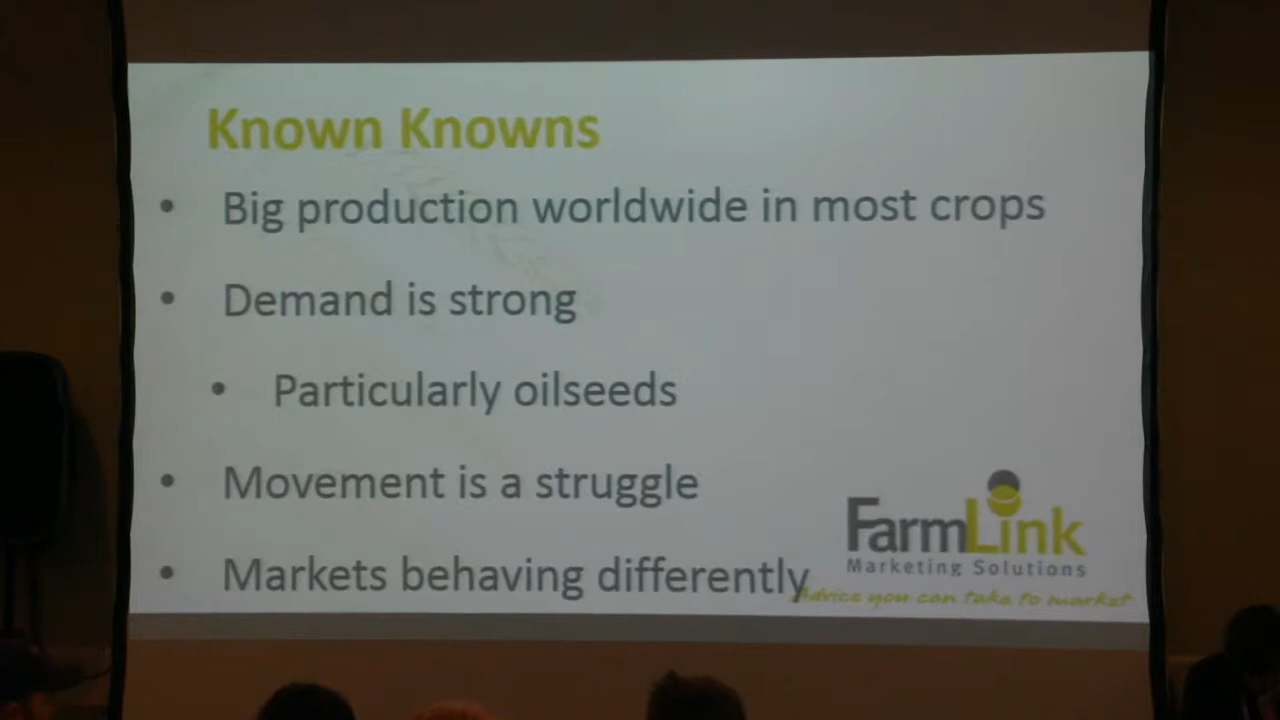 Known Knowns
• Big production worldwide in most crops
• Demand is strong
• Particularly oilseeds
• Movement is a struggle
• Markets behaving differently
FarmLink
Marketing Solutions
Advice you can take to market